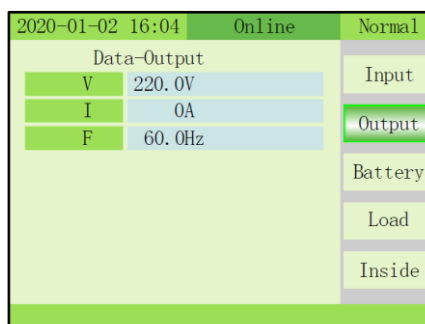 2020-01-02 16:04 Online Normal
Data-Output
V 220.0V
I 0A
F 60.0Hz
Input
Output
Battery
Load
Inside